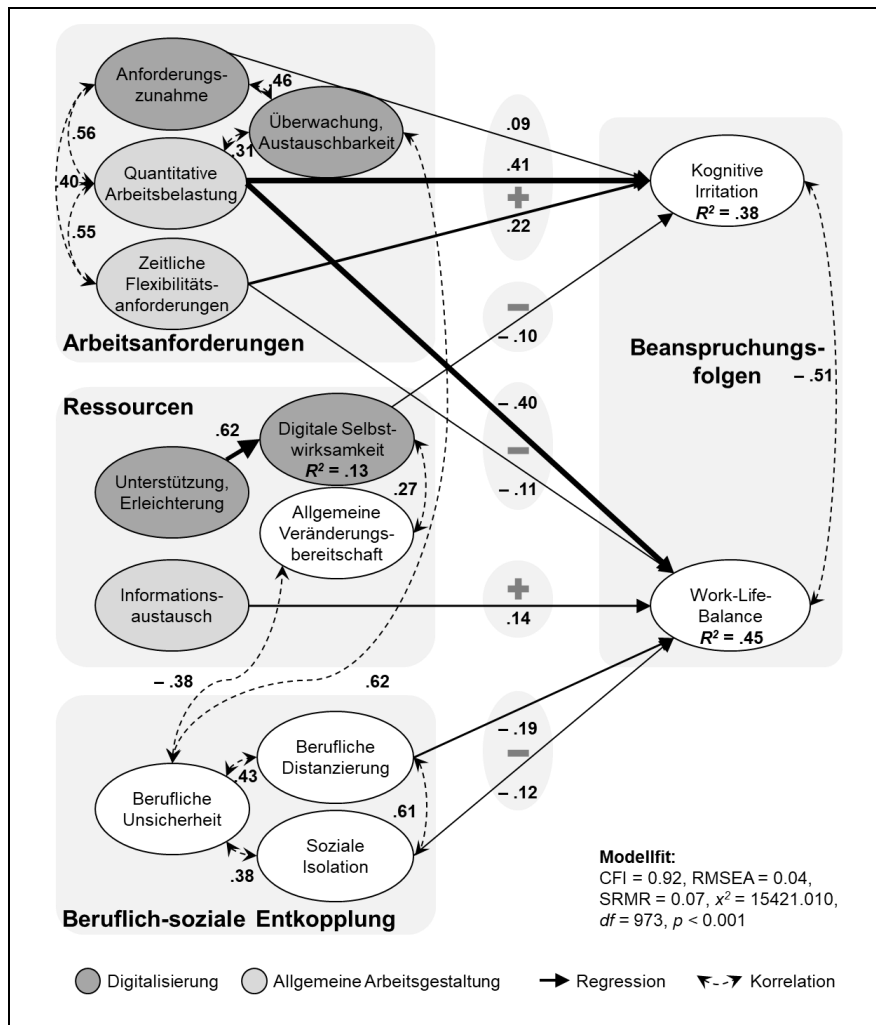 Anforderungs-
zunahme
.46
Überwachung,
Austauschbarkeit
.56
.31
Quantitative
Arbeitsbelastung
.40
.55
Zeitliche
Flexibilitäts-
anforderungen
Arbeitsanforderungen
.09
.41
+
.22
–
– .10
Kognitive
Irritation
R² = .38
Beanspruchungs-
folgen
– .51
Ressourcen
.62
Digitale Selbst-
wirksamkeit
R² = .13
Unterstützung,
Erleichterung
.27
Allgemeine
Veränderungs-
bereitschaft
Informations-
austausch
– .40
–
– .11
+
.14
Work-Life-
Balance
R² = .45
– .38
.62
Berufliche
Distanzierung
.43
Berufliche
Unsicherheit
.61
Soziale
Isolation
.38
Beruflich-soziale Entkopplung
– .19
–
– .12
Modellfit:
CFI = 0.92, RMSEA = 0.04,
SRMR = 0.07, x² = 15421.010,
df = 973, p < 0.001
Digitalisierung
Allgemeine Arbeitsgestaltung
Regression
Korrelation